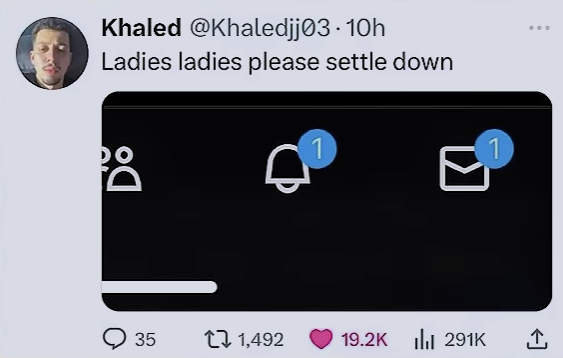 Khaled @Khaledjj03 · 10h
Ladies ladies please settle down
1 1
35 1,492 19.2K 291K